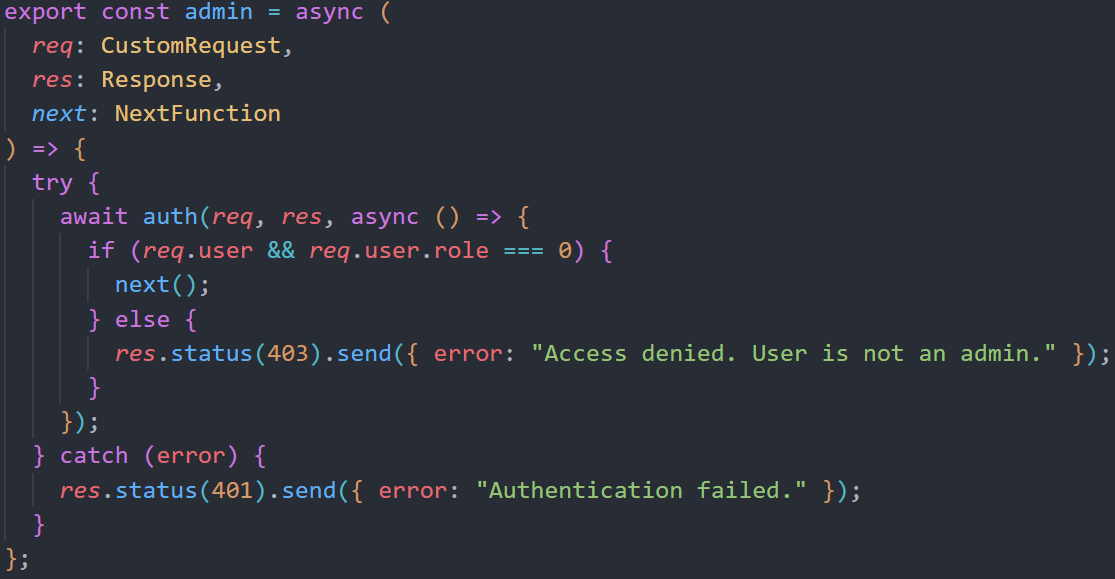 export const admin = async (
  req: CustomRequest,
  res: Response,
  next: NextFunction
) => {
  try {
    await auth(req, res, async () => {
      if (req.user && req.user.role === 0) {
        next();
      } else {
        res.status(403).send({ error: "Access denied. User is not an admin." });
      }
    });
  } catch (error) {
    res.status(401).send({ error: "Authentication failed." });
  }
};